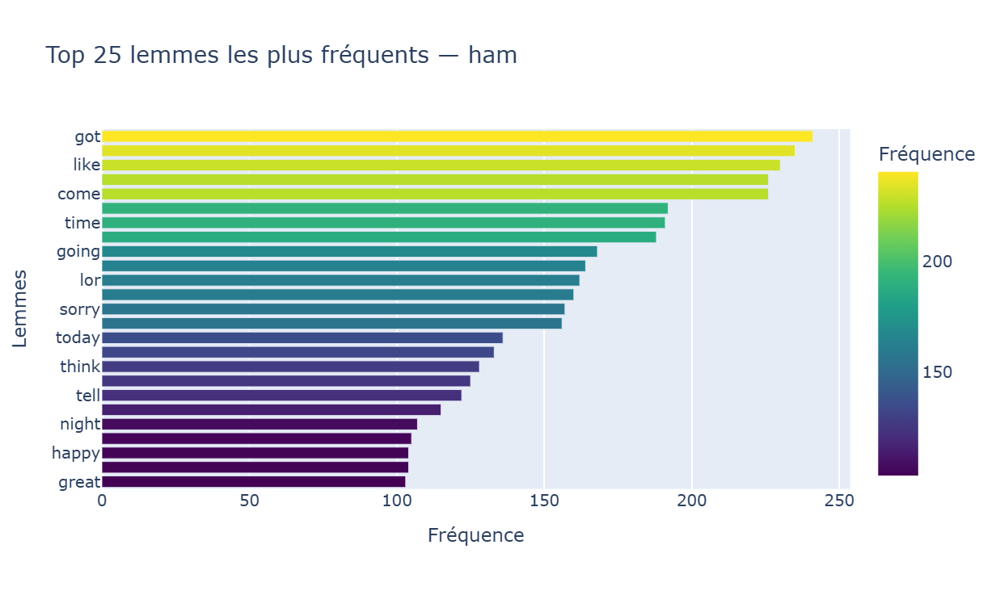 Top 25 lemmes les plus fréquents — ham
got
like
come
time
going
lor
sorry
today
think
tell
night
happy
great
Lemmes
0 50 100 150 200 250
Fréquence
Fréquence
200
150